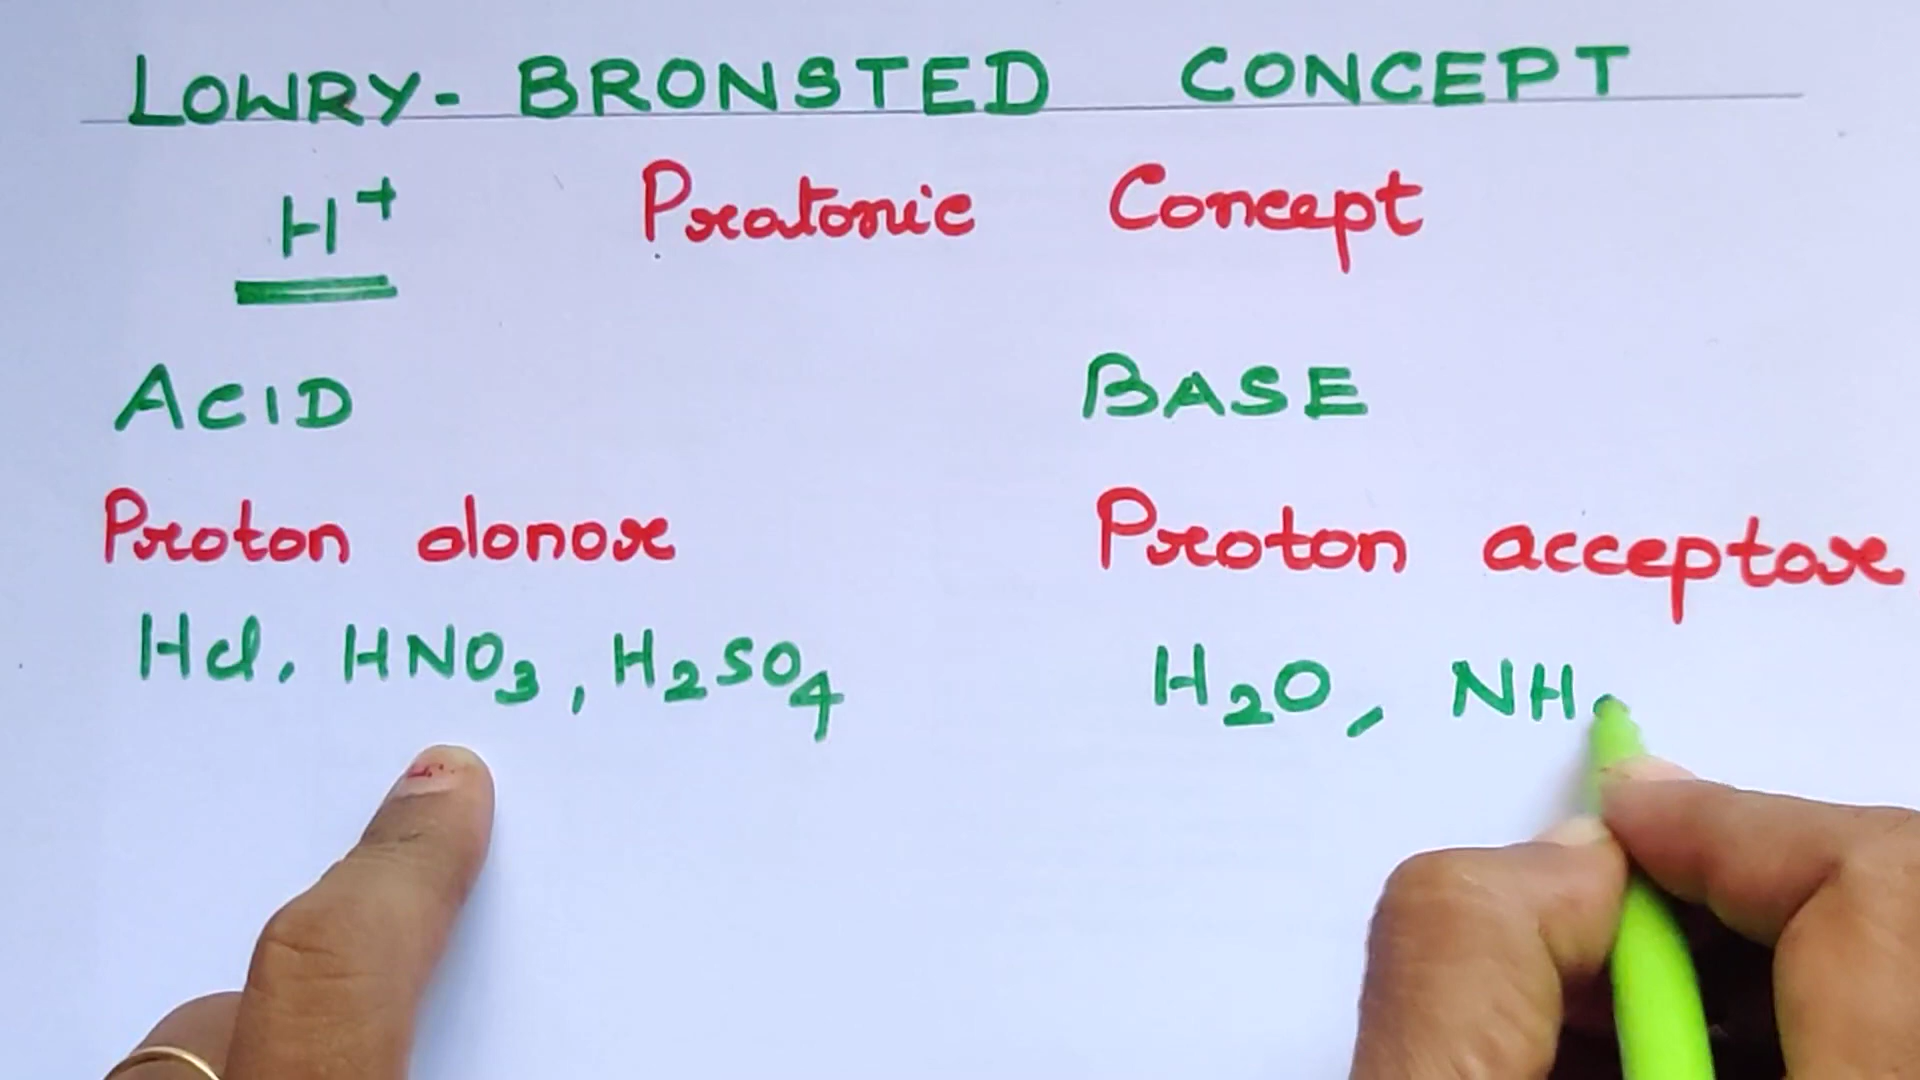 LOWRY- BRONSTED CONCEPT
H⁺ Protonic Concept
ACID BASE
Proton donor Proton acceptor
HCl, HNO₃, H₂SO₄ H₂O, NH